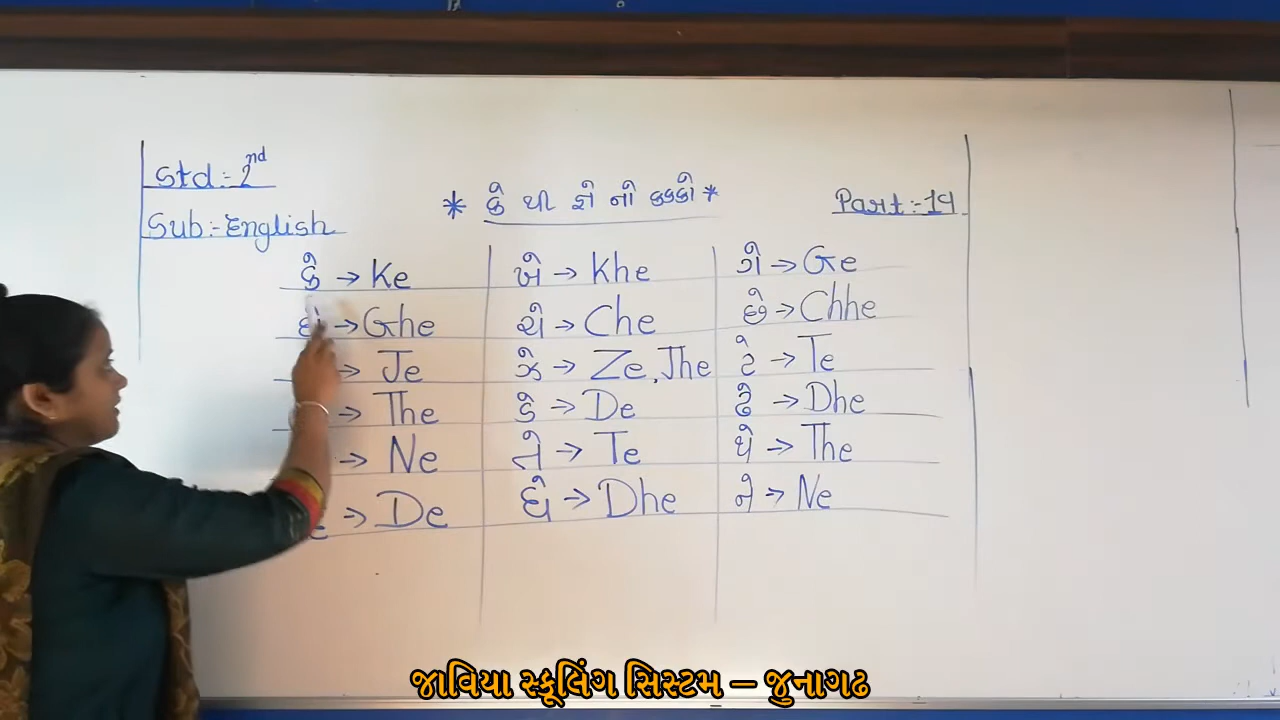 Std:- 2nd
* કે થી જ્ઞે નો કક્કો *
Part:- 19
Sub:- English
કે → Ke ખે → Khe ગે → Ge
ઘે → Ghe ચે → Che છે → Chhe
→ Je ઝે → Ze, Jhe ટે → Te
→ The ડે → De ઢે → Dhe
→ Ne તે → Te થે → The
→ De ધે → Dhe ને → Ne
જાવિયા સ્કૂલિંગ સિસ્ટમ – જુનાગઢ